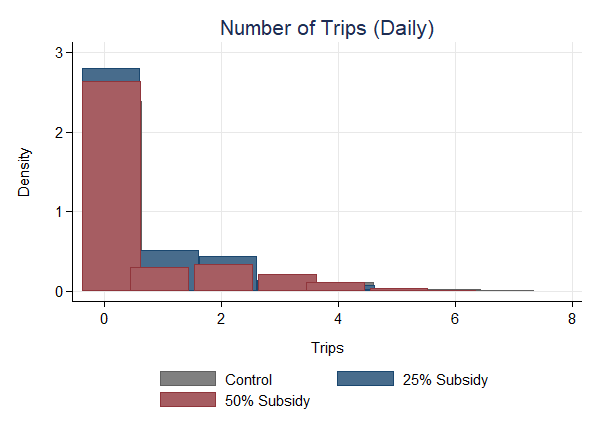 Number of Trips (Daily)
3
2
1
0
Density
0 2 4 6 8
Trips
Control 25% Subsidy
50% Subsidy